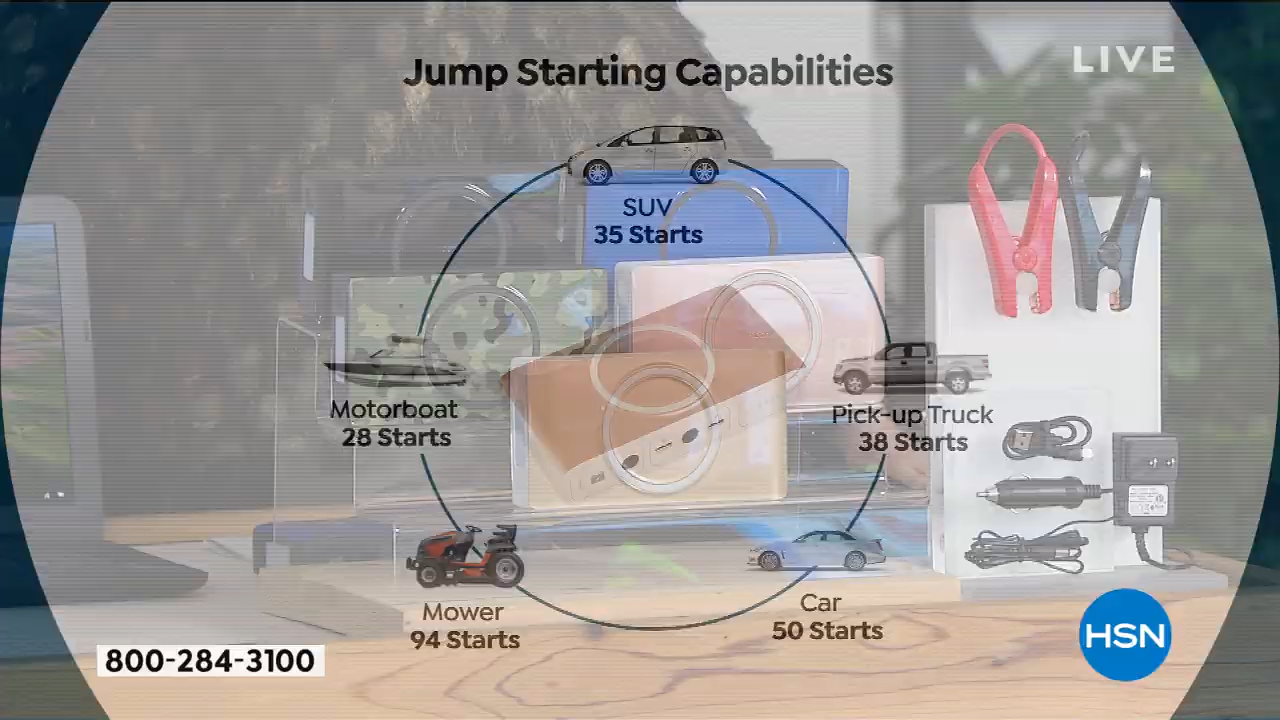 Jump Starting Capabilities
LIVE
SUV
35 Starts
Motorboat
28 Starts
Pick-up Truck
38 Starts
Mower
94 Starts
Car
50 Starts
800-284-3100
HSN